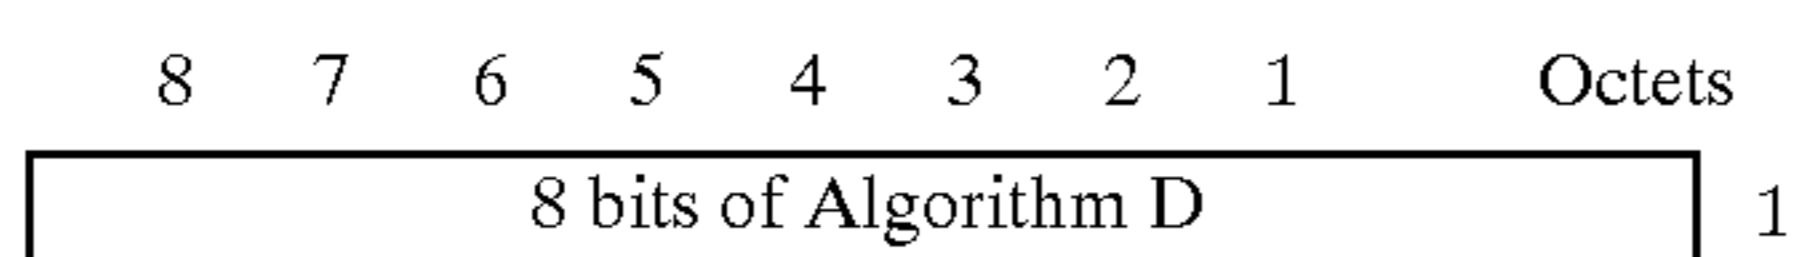 8 7 6 5 4 3 2 1 Octets
8 bits of Algorithm D 1